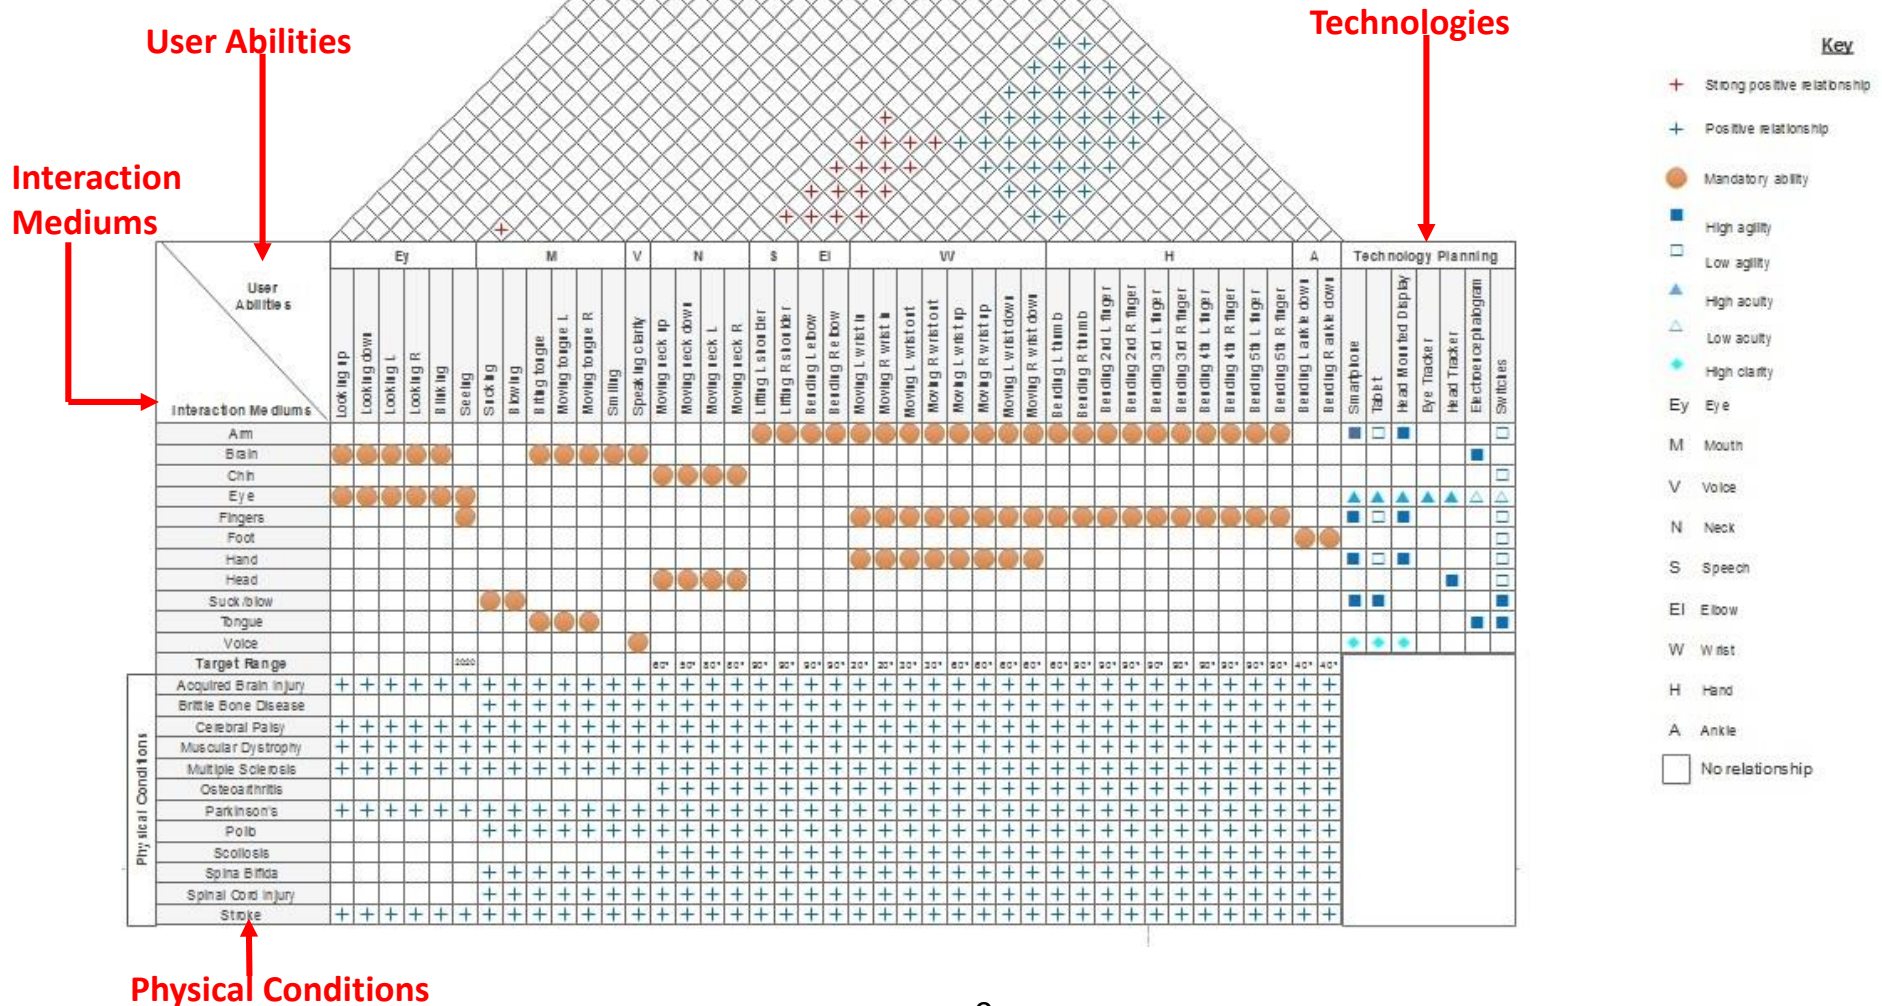 User Abilities
Technologies
Interaction
Mediums
Physical Conditions
Key
Strong positive relationship
Positive relationship
Mandatory ability
High agility
Low agility
High acuity
Low acuity
High clarity
Ey Eye
M Mouth
V Voice
N Neck
S Speech
El Elbow
W Wrist
H Hand
A Ankle
No relationship
User
Abilities
Interaction Mediums
Ey M V N S El W H A Technology Planning
Looking up
Looking down
Looking L
Looking R
Blinking
Seeing
Sucking
Blowing
Biting tongue
Moving tongue L
Moving tongue R
Smiling
Speaking clarity
Moving neck up
Moving neck down
Moving neck L
Moving neck R
Lifting L shoulder
Lifting R shoulder
Bending L elbow
Bending R elbow
Moving L wrist in
Moving R wrist in
Moving L wrist out
Moving R wrist out
Moving L wrist up
Moving R wrist up
Moving L wrist down
Moving R wrist down
Bending L thumb
Bending R thumb
Bending 2nd L finger
Bending 2nd R finger
Bending 3rd L finger
Bending 3rd R finger
Bending 4th L finger
Bending 4th R finger
Bending 5th L finger
Bending 5th R finger
Bending L ankle down
Bending R ankle down
Smartphone
Tablet
Head Mounted Display
Eye Tracker
Head Tracker
Electroencephalogram
Switches
Arm
Brain
Chin
Eye
Fingers
Foot
Hand
Head
Suck/blow
Tongue
Voice
Target Range
Physical Conditions
Acquired Brain Injury
Brittle Bone Disease
Cerebral Palsy
Muscular Dystrophy
Multiple Sclerosis
Osteoarthritis
Parkinson's
Polio
Scoliosis
Spina Bifida
Spinal Cord Injury
Stroke